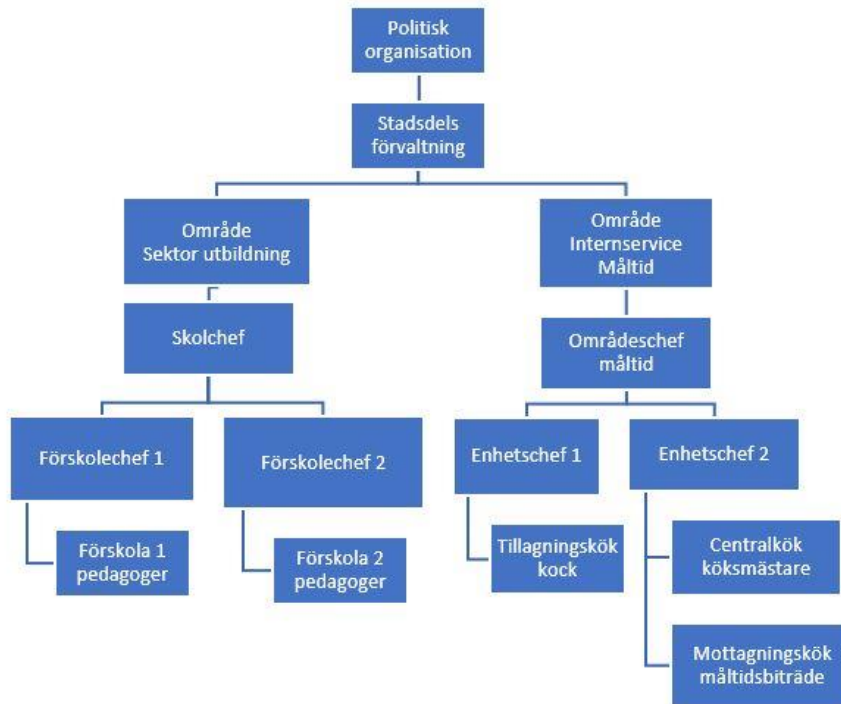 Politisk
organisation
Stadsdels
förvaltning
Område
Sektor utbildning
Område
Internservice
Måltid
Skolchef
Områdeschef
måltid
Förskolechef 1
Förskolechef 2
Enhetschef 1
Enhetschef 2
Förskola 1
pedagoger
Förskola 2
pedagoger
Tillagningskök
kock
Centralkök
köksmästare
Mottagningskök
måltidsbiträde